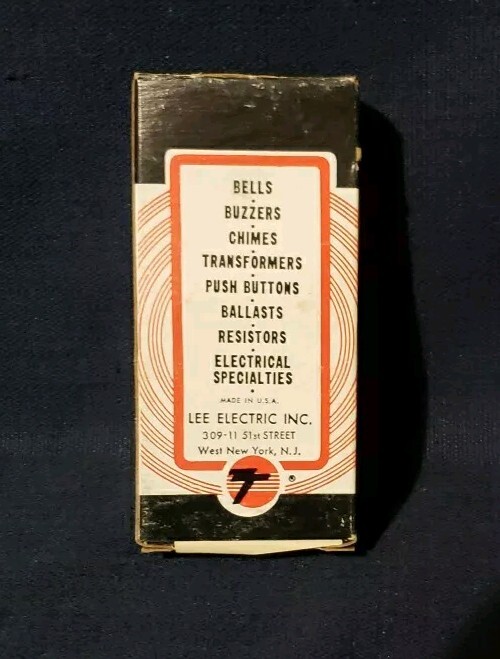 BELLS
BUZZERS
CHIMES
TRANSFORMERS
PUSH BUTTONS
BALLASTS
RESISTORS
ELECTRICAL
SPECIALTIES
MADE IN U.S.A.
LEE ELECTRIC INC.
309-11 51st STREET
West New York, N.J.
®